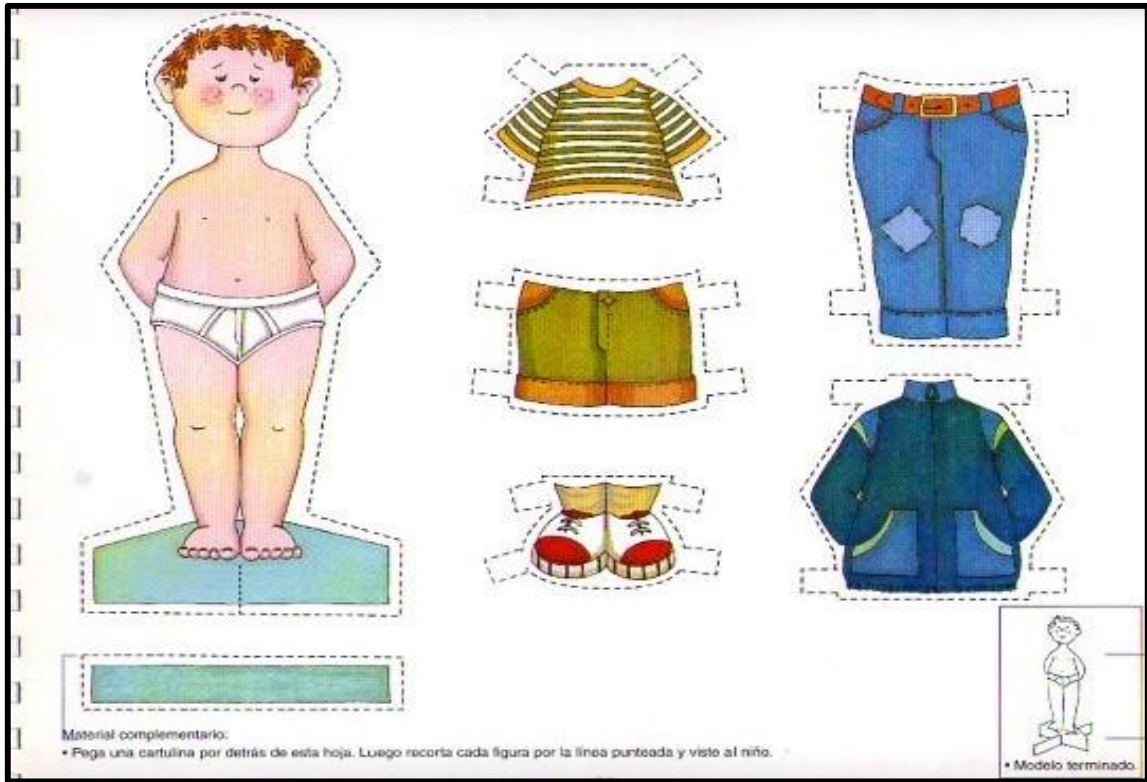 Material complementario:
• Pega una cartulina por detrás de esta hoja. Luego recorta cada figura por la línea punteada y viste al niño.
• Modelo terminado.